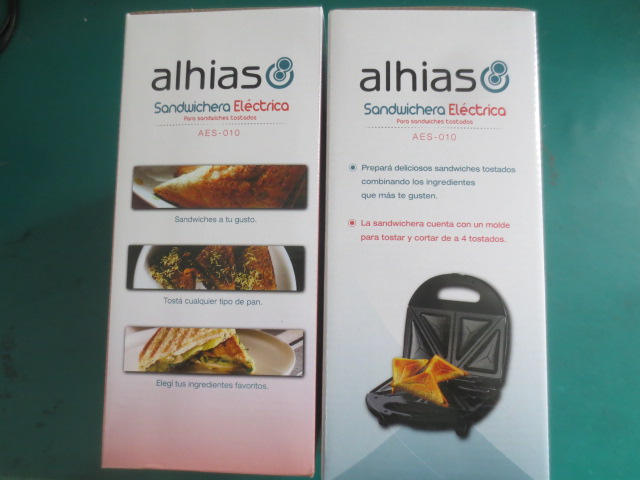 alhias
Sandwichera Eléctrica
Para sandwiches tostados
AES-010
Sandwiches a tu gusto.
Tosta cualquier tipo de pan.
Elegí tus ingredientes favoritos.
alhias
Sandwichera Eléctrica
Para sandwiches tostados
AES-010
Prepará deliciosos sandwiches tostados
combinando los ingredientes
que más te gusten.
La sandwichera cuenta con un molde
para tostar y cortar de a 4 tostados.